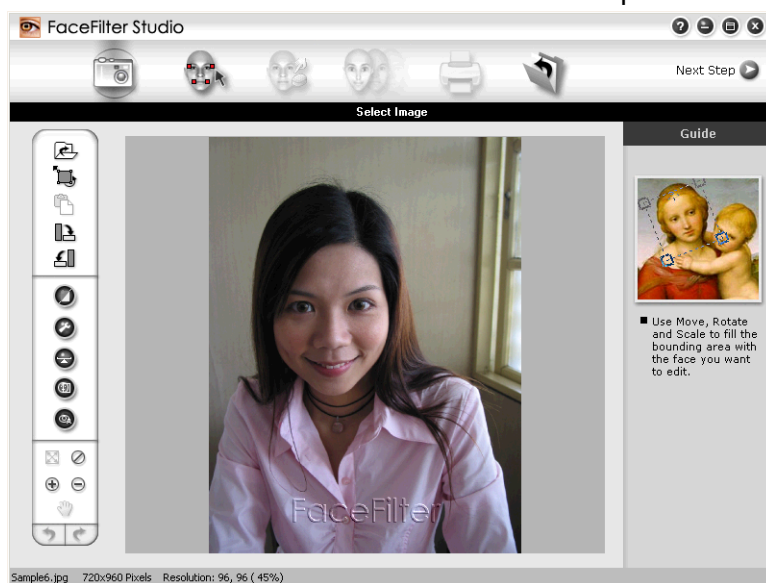 FaceFilter Studio
?
Next Step
Select Image
Guide
Use Move, Rotate
and Scale to fill the
bounding area with
the face you want
to edit.
FaceFilter
Sample6.jpg 720x960 Pixels Resolution: 96, 96 ( 45%)